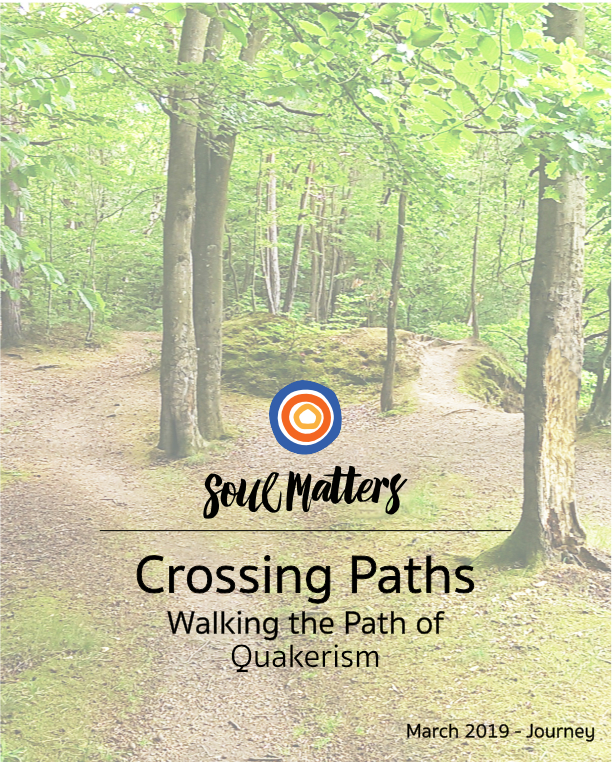 Soul Matters
Crossing Paths
Walking the Path of
Quakerism
March 2019 - Journey